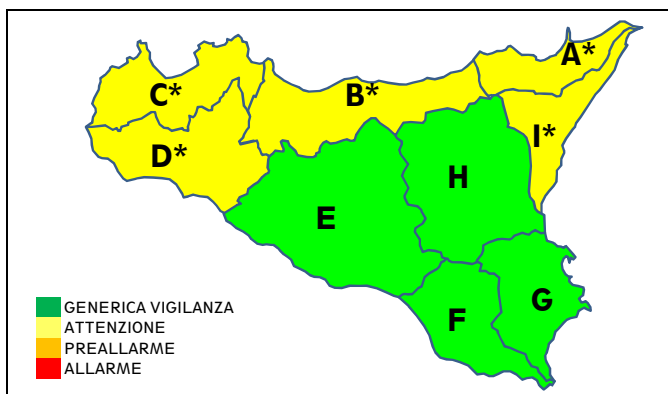 A*
C*
B*
I*
D*
H
E
G
F
GENERICA VIGILANZA
ATTENZIONE
PREALLARME
ALLARME